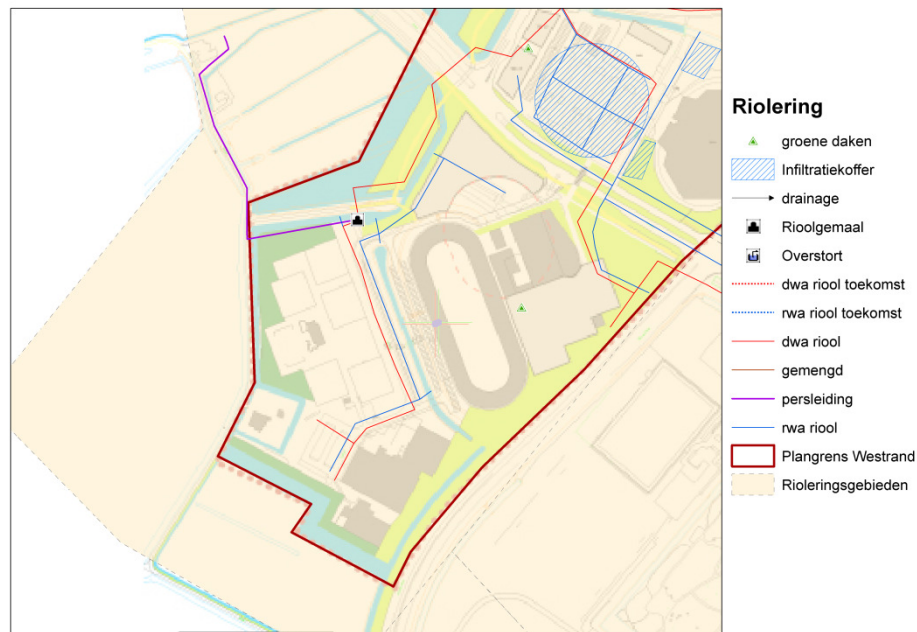 Riolering
groene daken
Infiltratiekoffer
drainage
Rioolgemaal
Overstort
dwa riool toekomst
rwa riool toekomst
dwa riool
gemengd
persleiding
rwa riool
Plangrens Westrand
Rioleringsgebieden